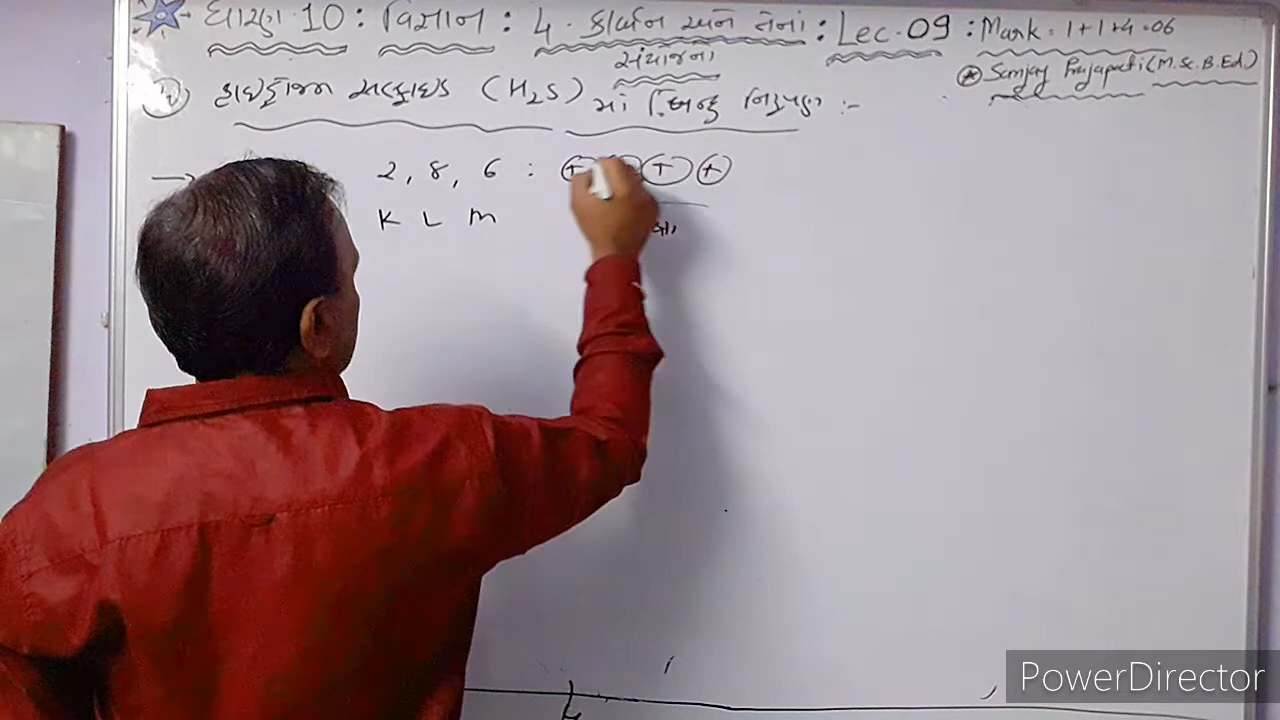 ધોરણ 10 : વિજ્ઞાન : 4. કાર્બન અને તેનાં : Lec. 09 : Mark = 1+1+4 = 06
સંયોજનો
Sanjay Prajapati (M.Sc. B.Ed.)
હાઇડ્રોજન સલ્ફાઇડ (H2S) માં બિન્દુ નિરૂપણ :-
→ 2, 8, 6 : + + +
K L M
PowerDirector